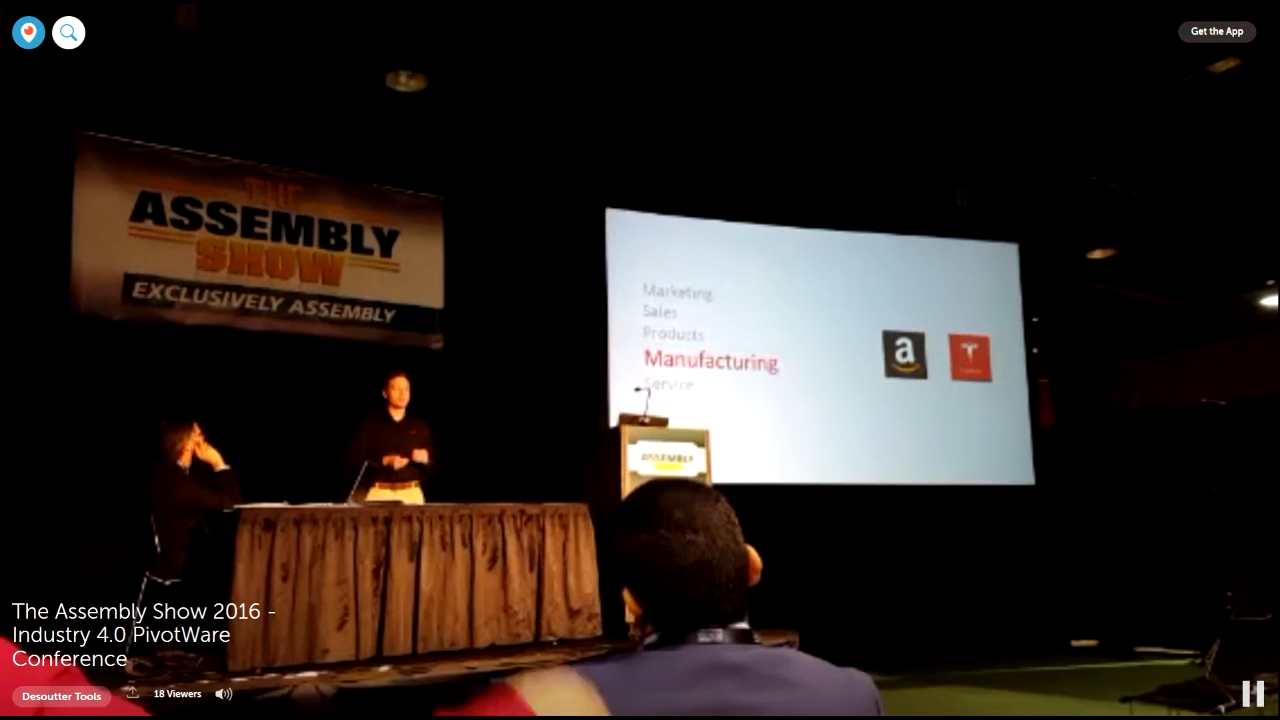 Get the App
THE
ASSEMBLY
SHOW
EXCLUSIVELY ASSEMBLY
Marketing
Sales
Products
Manufacturing
Service
a
ASSEMBLY
The Assembly Show 2016 -
Industry 4.0 PivotWare
Conference
Desoutter Tools
18 Viewers